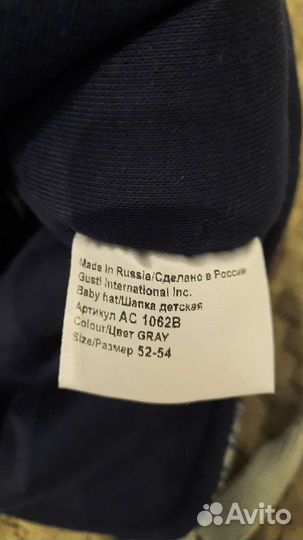 Made in Russia/Сделано в России
Gusti International Inc.
Baby hat/Шапка детская
Артикул AC 1062B
Colour/Цвет GRAY
Size/Размер 52-54
Avito